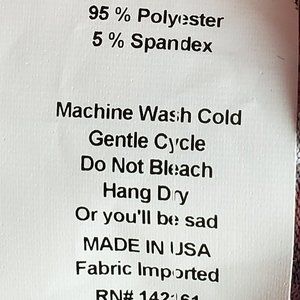 95 % Polyester
5 % Spandex
Machine Wash Cold
Gentle Cycle
Do Not Bleach
Hang Dry
Or you'll be sad
MADE IN USA
Fabric Imported
RN# 142161